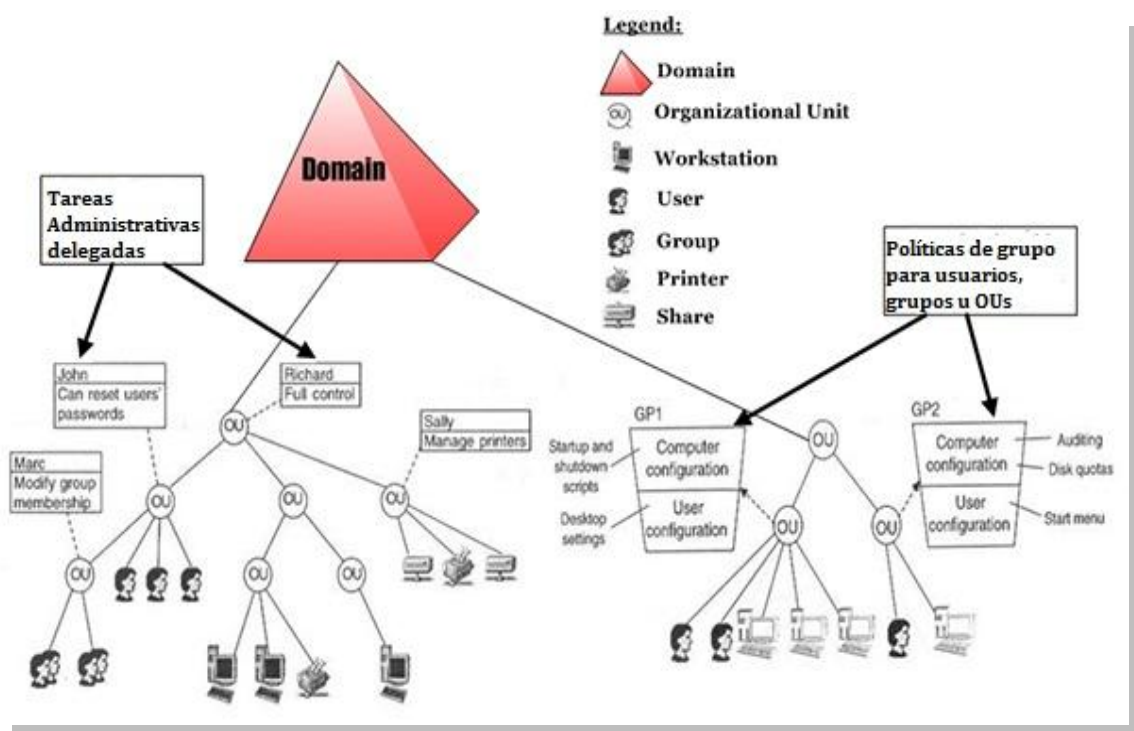 Legend:
Domain
Organizational Unit
Workstation
User
Group
Printer
Share
Domain
Tareas
Administrativas
delegadas
Políticas de grupo
para usuarios,
grupos u OUs
John
Can reset users'
passwords
Richard
Full control
Sally
Manage printers
Marc
Modify group
membership
OU
OU
OU
OU
OU
OU
OU
OU
GP1
Computer
configuration
User
configuration
Startup and
shutdown
scripts
Desktop
settings
OU
OU
OU
GP2
Computer
configuration
User
configuration
Auditing
Disk quotas
Start menu